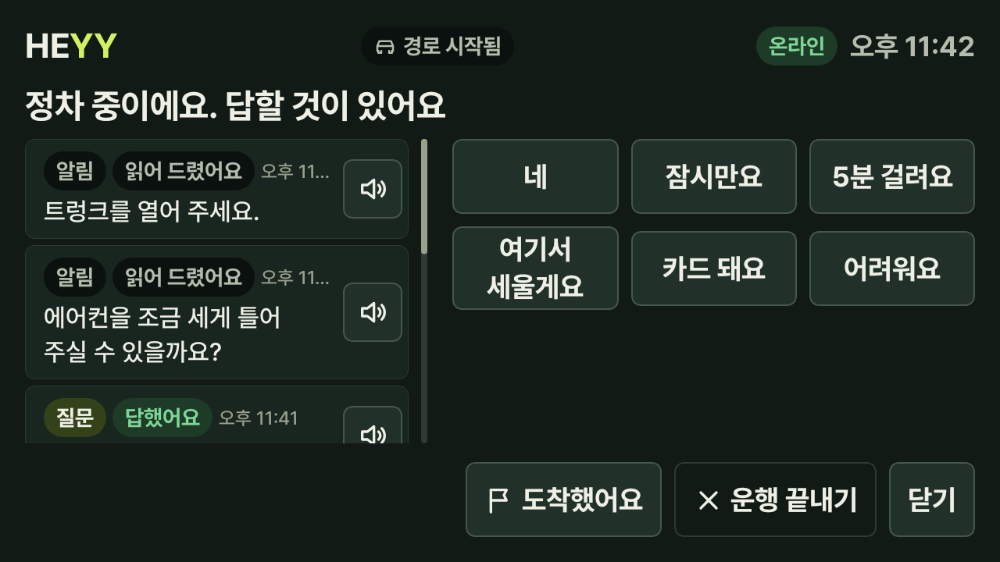 HEYY
경로 시작됨
온라인
오후 11:42
정차 중이에요. 답할 것이 있어요
알림 읽어 드렸어요 오후 11...
트렁크를 열어 주세요.
알림 읽어 드렸어요 오후 11...
에어컨을 조금 세게 틀어
주실 수 있을까요?
질문 답했어요 오후 11:41
네
잠시만요
5분 걸려요
여기서
세울게요
카드 돼요
어려워요
도착했어요
운행 끝내기
닫기